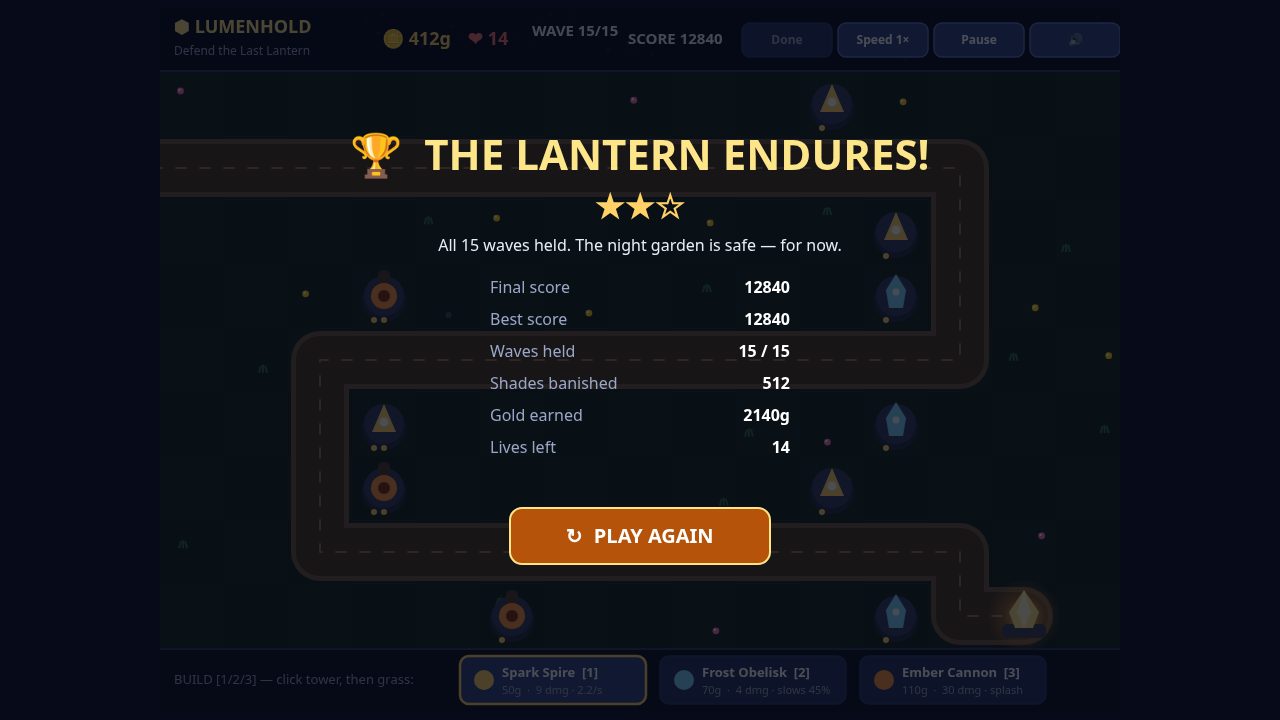 LUMENHOLD
Defend the Last Lantern
412g
14
WAVE 15/15
SCORE 12840
Done
Speed 1×
Pause
THE LANTERN ENDURES!
★★☆
All 15 waves held. The night garden is safe — for now.
Final score 12840
Best score 12840
Waves held 15 / 15
Shades banished 512
Gold earned 2140g
Lives left 14
↻ PLAY AGAIN
BUILD [1/2/3] — click tower, then grass:
Spark Spire [1]
50g · 9 dmg · 2.2/s
Frost Obelisk [2]
70g · 4 dmg · slows 45%
Ember Cannon [3]
110g · 30 dmg · splash